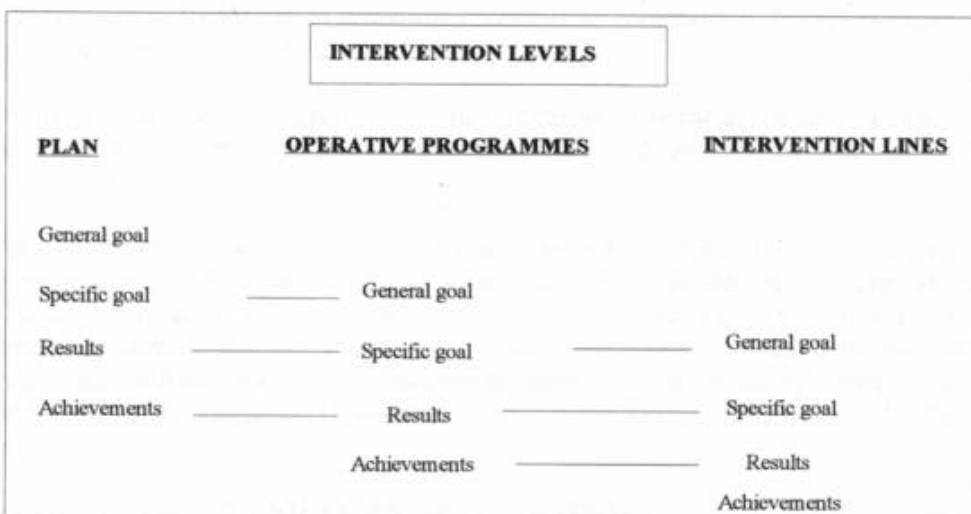 INTERVENTION LEVELS
PLAN OPERATIVE PROGRAMMES INTERVENTION LINES
General goal
Specific goal General goal
Results Specific goal General goal
Achievements Results Specific goal
Achievements Results
Achievements